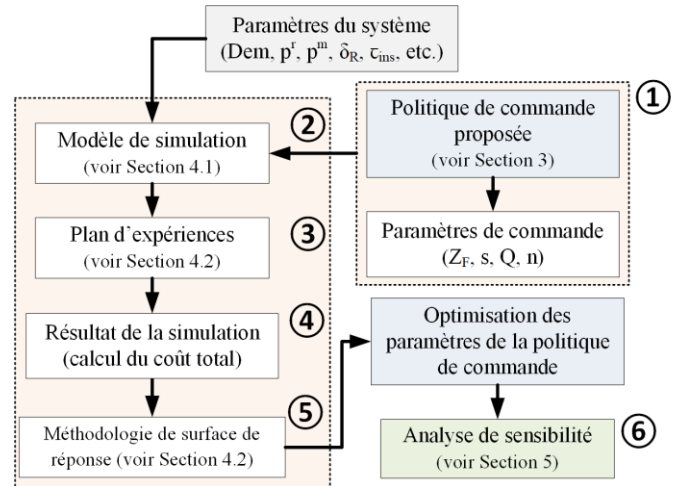 Paramètres du système
(Dem, pʳ, pᵐ, δ_R, τ_ins, etc.)
①
Politique de commande
proposée
(voir Section 3)
Paramètres de commande
(Z_F, s, Q, n)
②
Modèle de simulation
(voir Section 4.1)
③
Plan d’expériences
(voir Section 4.2)
④
Résultat de la simulation
(calcul du coût total)
⑤
Méthodologie de surface de
réponse (voir Section 4.2)
Optimisation des
paramètres de la politique
de commande
⑥
Analyse de sensibilité
(voir Section 5)